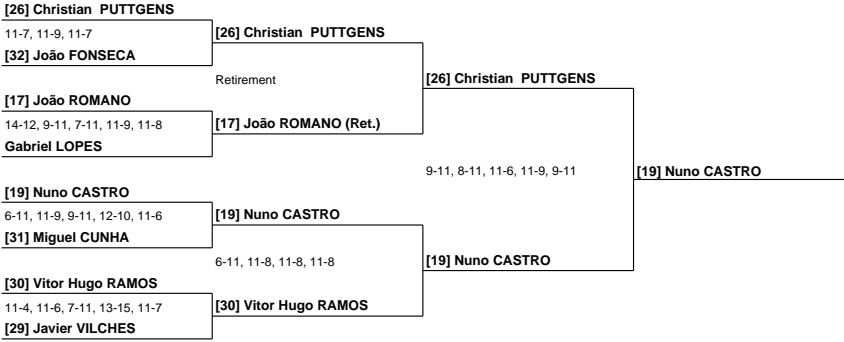 [26] Christian PUTTGENS
11-7, 11-9, 11-7
[32] João FONSECA
[17] João ROMANO
14-12, 9-11, 7-11, 11-9, 11-8
Gabriel LOPES
[19] Nuno CASTRO
6-11, 11-9, 9-11, 12-10, 11-6
[31] Miguel CUNHA
[30] Vitor Hugo RAMOS
11-4, 11-6, 7-11, 13-15, 11-7
[29] Javier VILCHES
[26] Christian PUTTGENS
Retirement
[17] João ROMANO (Ret.)
[19] Nuno CASTRO
6-11, 11-8, 11-8, 11-8
[30] Vitor Hugo RAMOS
[26] Christian PUTTGENS
9-11, 8-11, 11-6, 11-9, 9-11
[19] Nuno CASTRO
[19] Nuno CASTRO